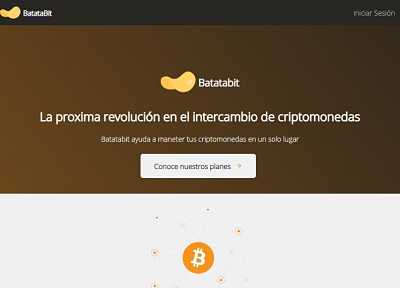 BatataBit
Iniciar Sesión
Batatabit
La proxima revolución en el intercambio de criptomonedas
Batatabit ayuda a maneter tus criptomonedas en un solo lugar
Conoce nuestros planes